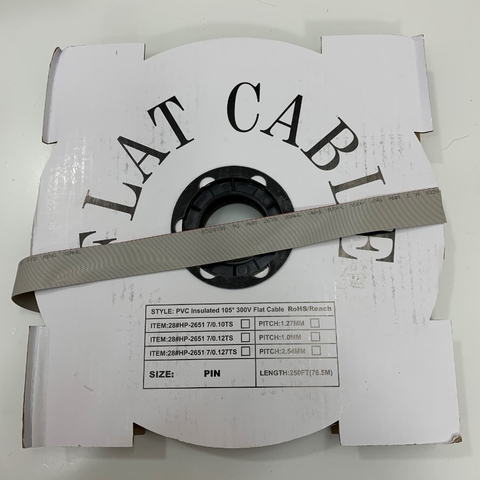 FLAT CABLE
STYLE: PVC Insulated 105° 300V Flat Cable RoHS/Reach
ITEM:28#HP-2651 7/0.10TS PITCH:1.27MM
ITEM:28#HP-2651 7/0.12TS PITCH:1.0MM
ITEM:28#HP-2651 7/0.127TS PITCH:2.54MM
SIZE: PIN LENGTH:250FT(76.5M)